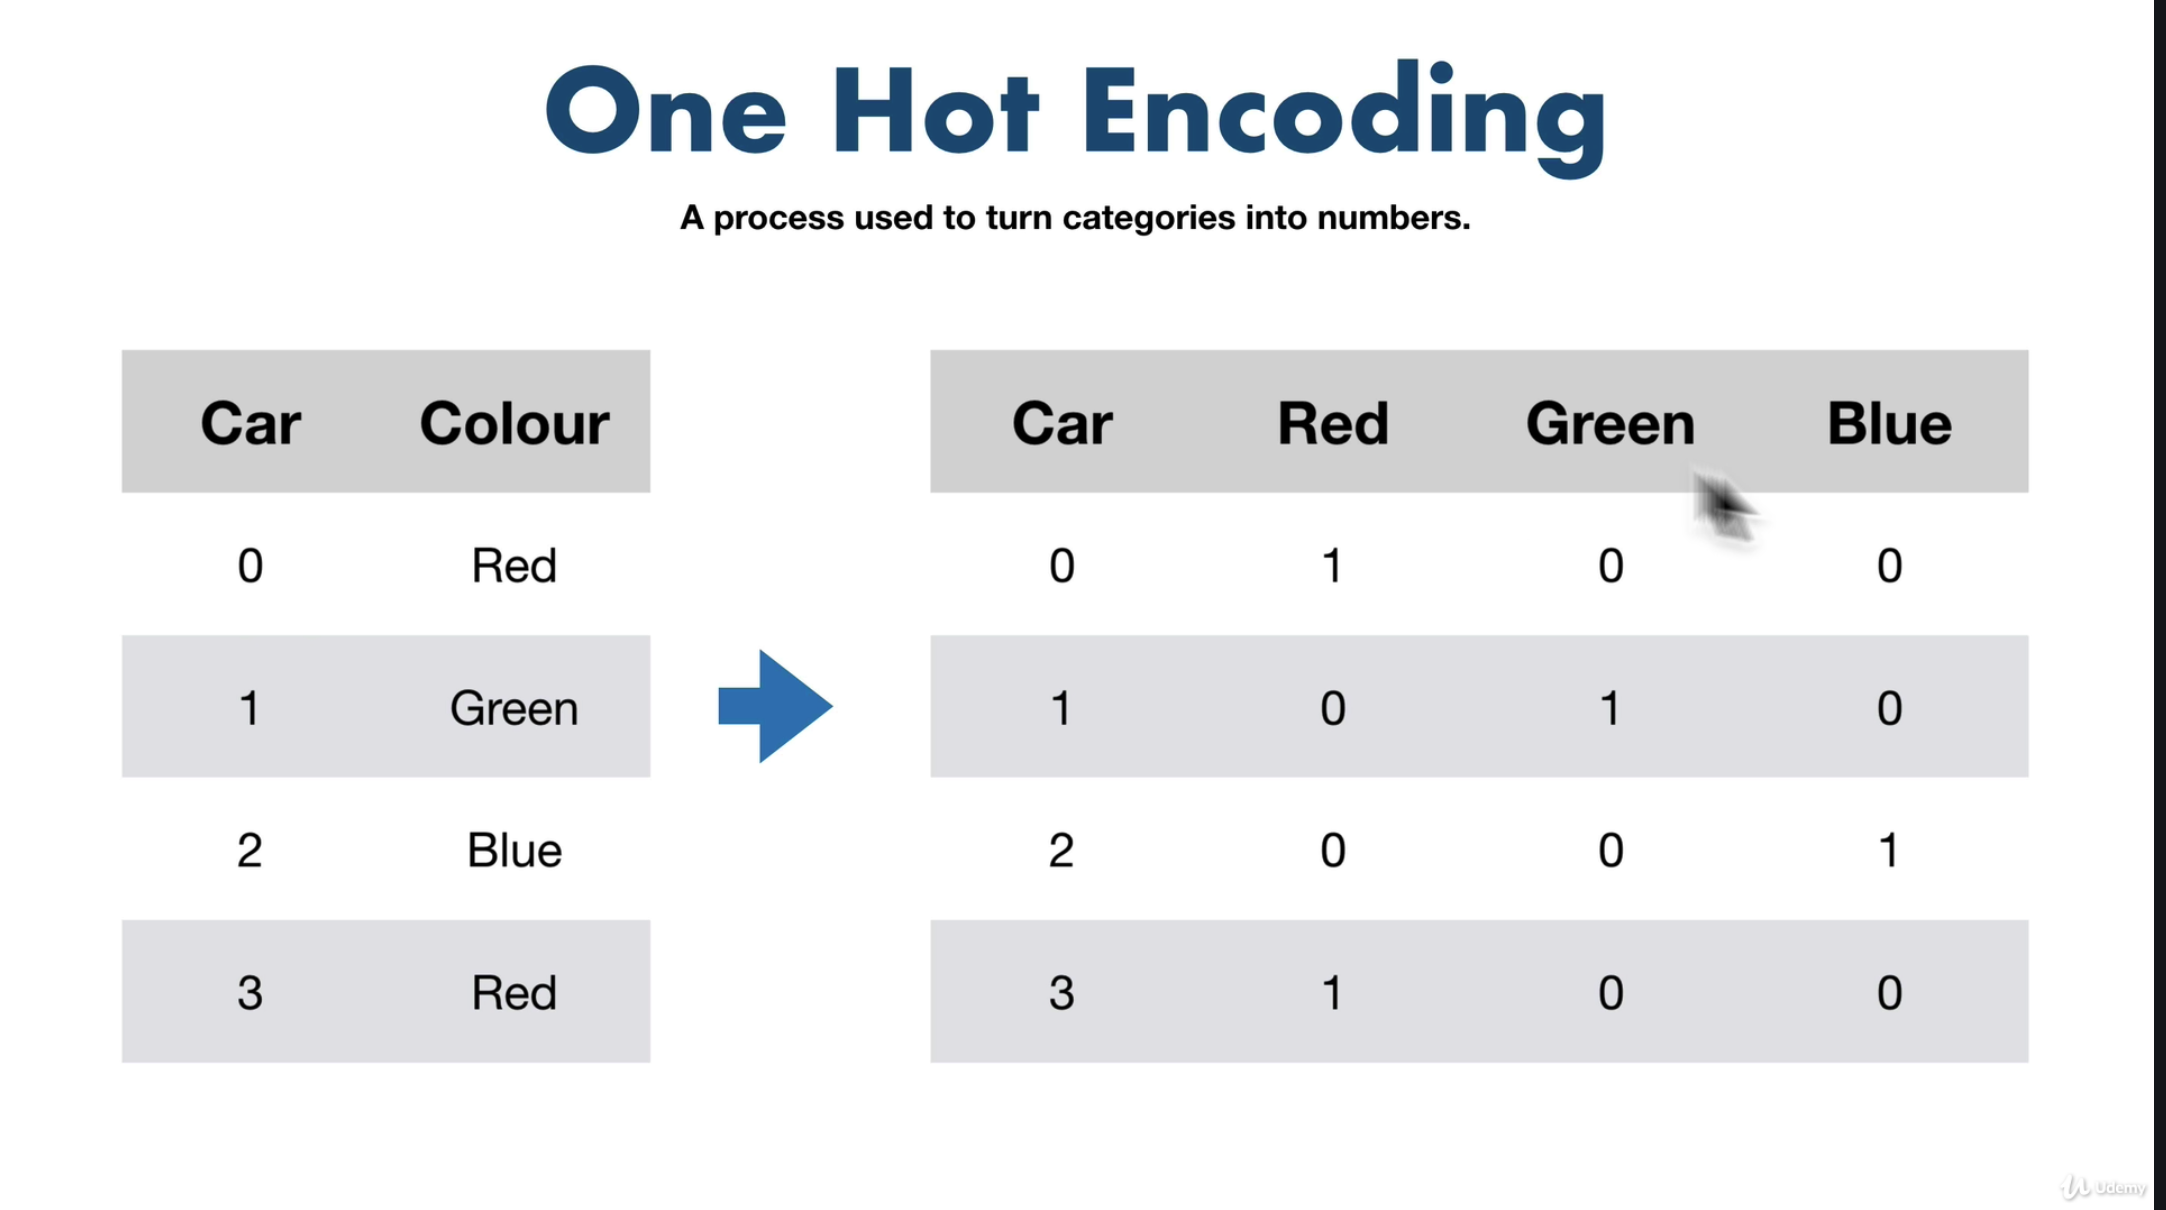 One Hot Encoding
A process used to turn categories into numbers.
Car Colour
0 Red
1 Green
2 Blue
3 Red
Car Red Green Blue
0 1 0 0
1 0 1 0
2 0 0 1
3 1 0 0
Udemy